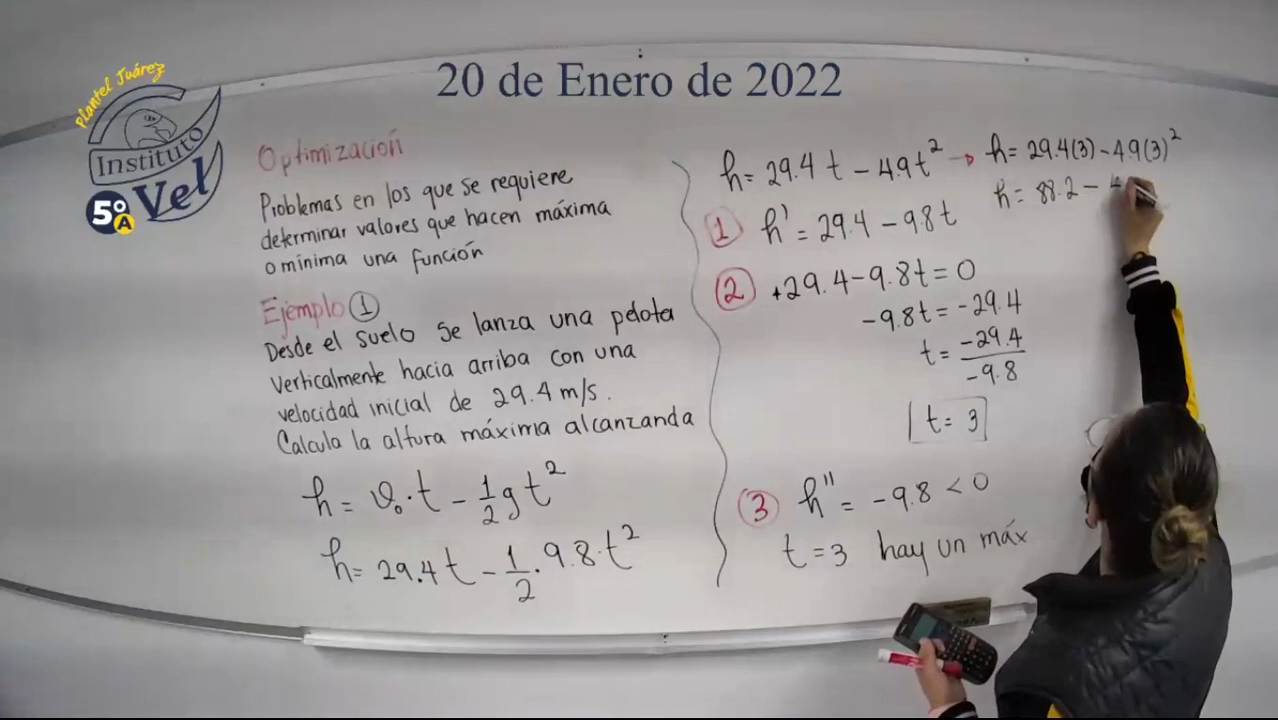 20 de Enero de 2022
Plantel Juárez
Instituto
Vel
5º
A
Optimización
Problemas en los que se requiere
determinar valores que hacen máxima
o mínima una función
Ejemplo ①
Desde el suelo se lanza una pelota
verticalmente hacia arriba con una
velocidad inicial de 29.4 m/s.
Calcula la altura máxima alcanzanda
h = v₀·t - 1/2 g t²
h = 29.4t - 1/2 · 9.8·t²
h = 29.4 t - 4.9t² → h = 29.4(3) - 4.9(3)²
h = 88.2 -
① h' = 29.4 - 9.8t
② +29.4 - 9.8t = 0
-9.8t = -29.4
t = -29.4/-9.8
t = 3
③ h'' = -9.8 < 0
t = 3 hay un máx